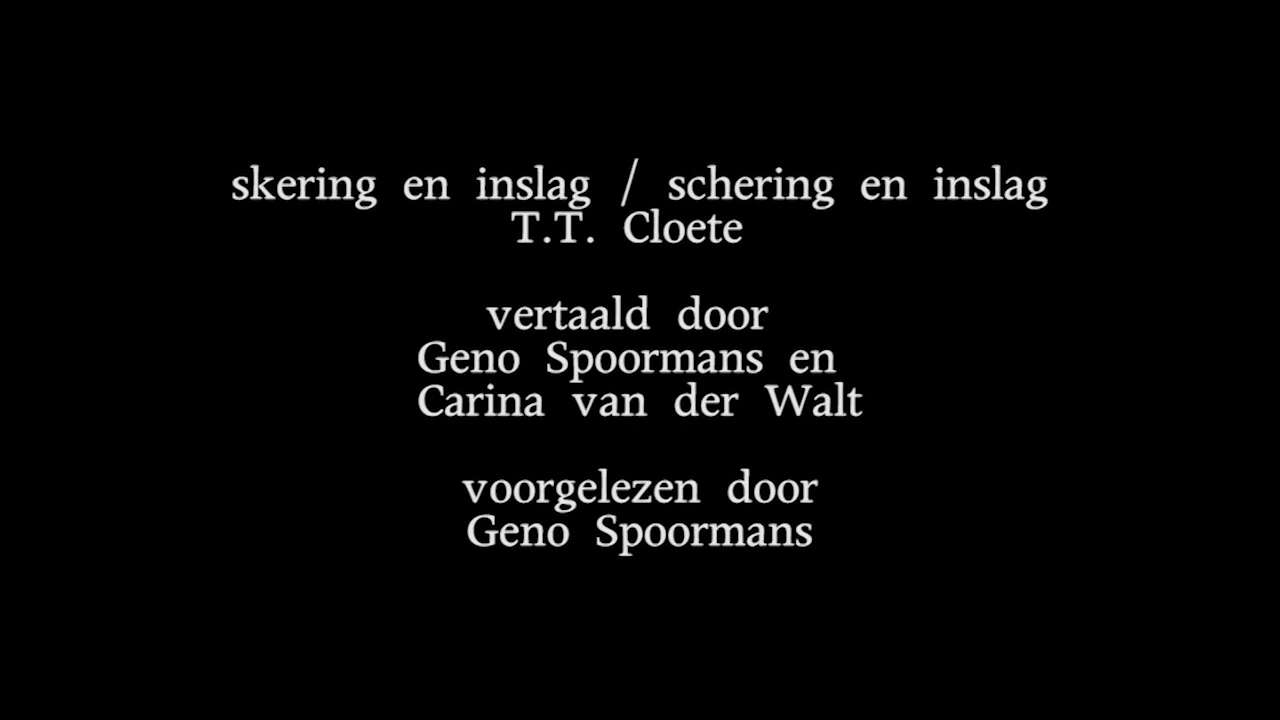 skering en inslag / schering en inslag
T.T. Cloete
vertaald door
Geno Spoormans en
Carina van der Walt
voorgelezen door
Geno Spoormans